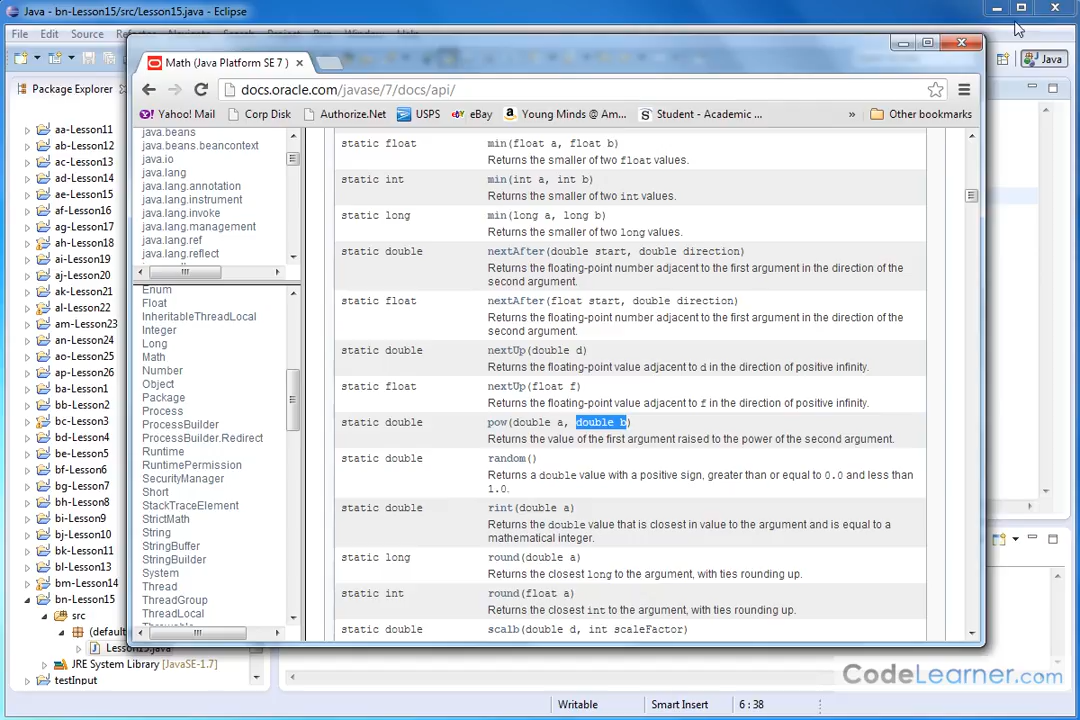 Java - bn-Lesson15/src/Lesson15.java - Eclipse
File Edit Source Refactor Navigate Search Project Run Window Help
Java
Package Explorer
aa-Lesson11
ab-Lesson12
ac-Lesson13
ad-Lesson14
ae-Lesson15
af-Lesson16
ag-Lesson17
ah-Lesson18
ai-Lesson19
aj-Lesson20
ak-Lesson21
al-Lesson22
am-Lesson23
an-Lesson24
ao-Lesson25
ap-Lesson26
ba-Lesson1
bb-Lesson2
bc-Lesson3
bd-Lesson4
be-Lesson5
bf-Lesson6
bg-Lesson7
bh-Lesson8
bi-Lesson9
bj-Lesson10
bk-Lesson11
bl-Lesson13
bm-Lesson14
bn-Lesson15
src
(default
Lesson15.java
JRE System Library [JavaSE-1.7]
testInput
Math (Java Platform SE 7 )
docs.oracle.com/javase/7/docs/api/
Yahoo! Mail Corp Disk Authorize.Net USPS eBay Young Minds @ Am... Student - Academic ... » Other bookmarks
java.beans
java.beans.beancontext
java.io
java.lang
java.lang.annotation
java.lang.instrument
java.lang.invoke
java.lang.management
java.lang.ref
java.lang.reflect
Enum
Float
InheritableThreadLocal
Integer
Long
Math
Number
Object
Package
Process
ProcessBuilder
ProcessBuilder.Redirect
Runtime
RuntimePermission
SecurityManager
Short
StackTraceElement
StrictMath
String
StringBuffer
StringBuilder
System
Thread
ThreadGroup
ThreadLocal
Throwable
static float min(float a, float b)
Returns the smaller of two float values.
static int min(int a, int b)
Returns the smaller of two int values.
static long min(long a, long b)
Returns the smaller of two long values.
static double nextAfter(double start, double direction)
Returns the floating-point number adjacent to the first argument in the direction of the
second argument.
static float nextAfter(float start, double direction)
Returns the floating-point number adjacent to the first argument in the direction of the
second argument.
static double nextUp(double d)
Returns the floating-point value adjacent to d in the direction of positive infinity.
static float nextUp(float f)
Returns the floating-point value adjacent to f in the direction of positive infinity.
static double pow(double a, double b)
Returns the value of the first argument raised to the power of the second argument.
static double random()
Returns a double value with a positive sign, greater than or equal to 0.0 and less than
1.0.
static double rint(double a)
Returns the double value that is closest in value to the argument and is equal to a
mathematical integer.
static long round(double a)
Returns the closest long to the argument, with ties rounding up.
static int round(float a)
Returns the closest int to the argument, with ties rounding up.
static double scalb(double d, int scaleFactor)
CodeLearner.com
Writable Smart Insert 6 : 38